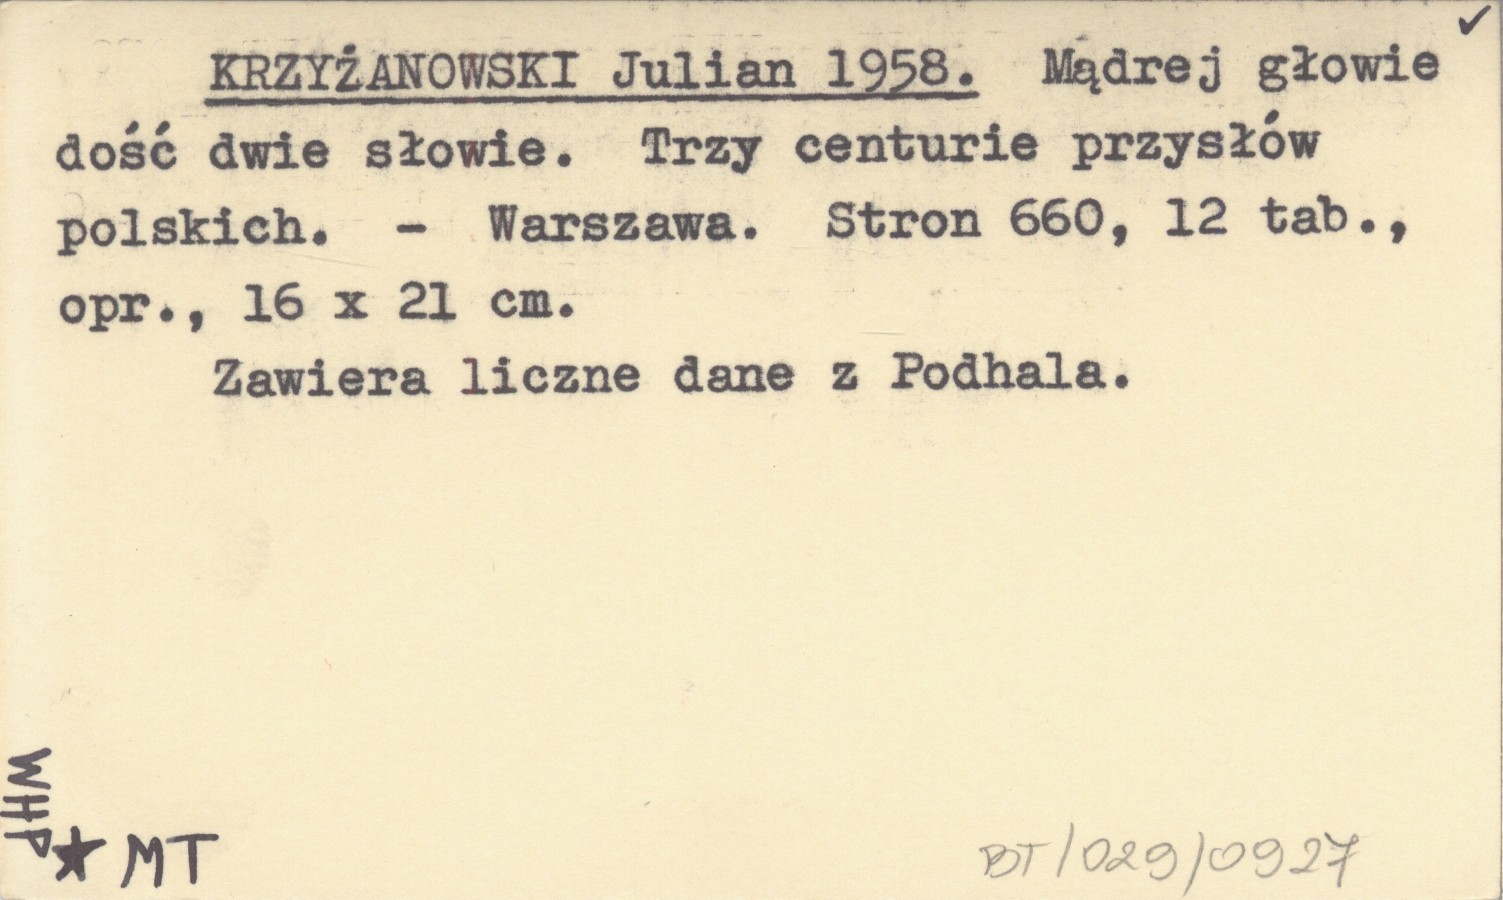 KRZYŻANOWSKI Julian 1958. Mądrej głowie
dość dwie słowie. Trzy centurie przysłów
polskich. - Warszawa. Stron 660, 12 tab.,
opr., 16 x 21 cm.
Zawiera liczne dane z Podhala.
WHP
★ MT
BT/029/0927